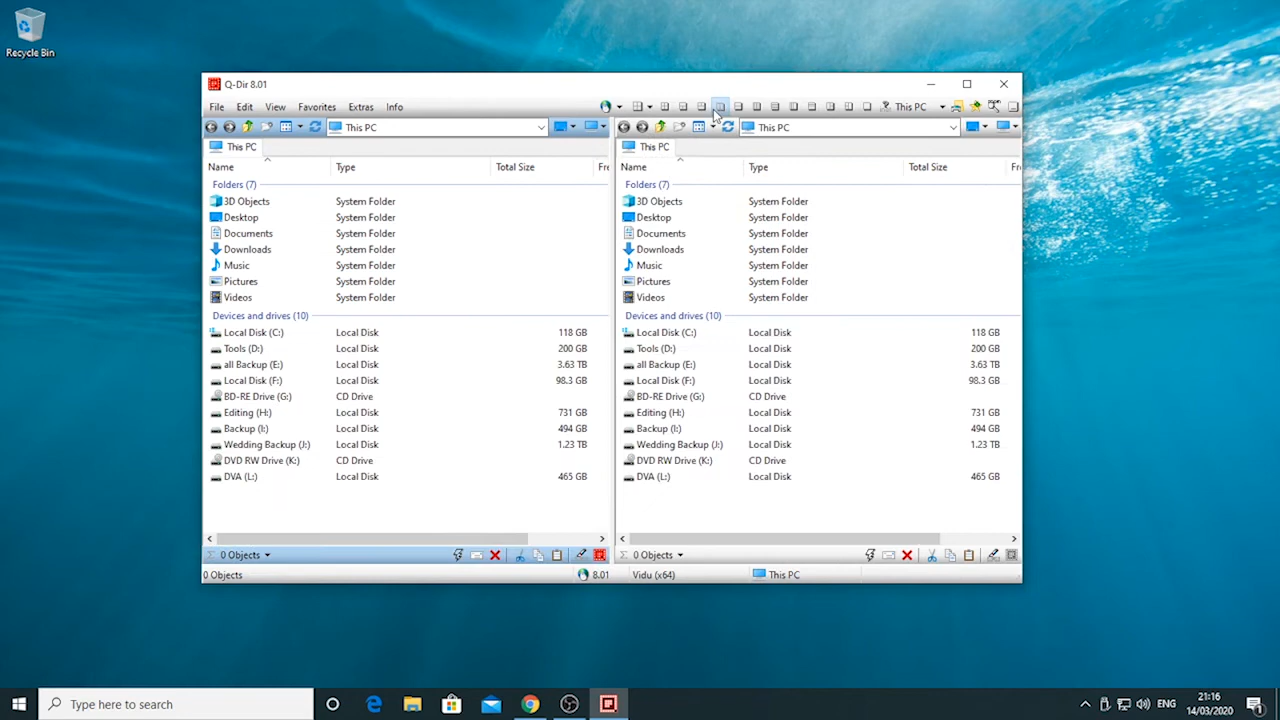 Recycle Bin
Q-Dir 8.01
File Edit View Favorites Extras Info
This PC
This PC
This PC
This PC
This PC
Name Type Total Size Fre
Name Type Total Size Fre
Folders (7)
3D Objects System Folder
Desktop System Folder
Documents System Folder
Downloads System Folder
Music System Folder
Pictures System Folder
Videos System Folder
Devices and drives (10)
Local Disk (C:) Local Disk 118 GB
Tools (D:) Local Disk 200 GB
all Backup (E:) Local Disk 3.63 TB
Local Disk (F:) Local Disk 98.3 GB
BD-RE Drive (G:) CD Drive
Editing (H:) Local Disk 731 GB
Backup (I:) Local Disk 494 GB
Wedding Backup (J:) Local Disk 1.23 TB
DVD RW Drive (K:) CD Drive
DVA (L:) Local Disk 465 GB
0 Objects
Folders (7)
3D Objects System Folder
Desktop System Folder
Documents System Folder
Downloads System Folder
Music System Folder
Pictures System Folder
Videos System Folder
Devices and drives (10)
Local Disk (C:) Local Disk 118 GB
Tools (D:) Local Disk 200 GB
all Backup (E:) Local Disk 3.63 TB
Local Disk (F:) Local Disk 98.3 GB
BD-RE Drive (G:) CD Drive
Editing (H:) Local Disk 731 GB
Backup (I:) Local Disk 494 GB
Wedding Backup (J:) Local Disk 1.23 TB
DVD RW Drive (K:) CD Drive
DVA (L:) Local Disk 465 GB
0 Objects
0 Objects 8.01 Vidu (x64) This PC
Type here to search
ENG
21:16
14/03/2020